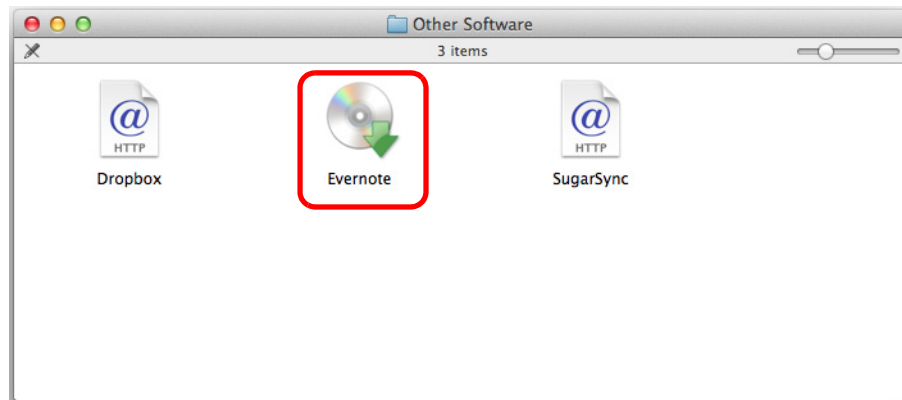 Other Software
3 items
@ @
HTTP HTTP
Dropbox Evernote SugarSync